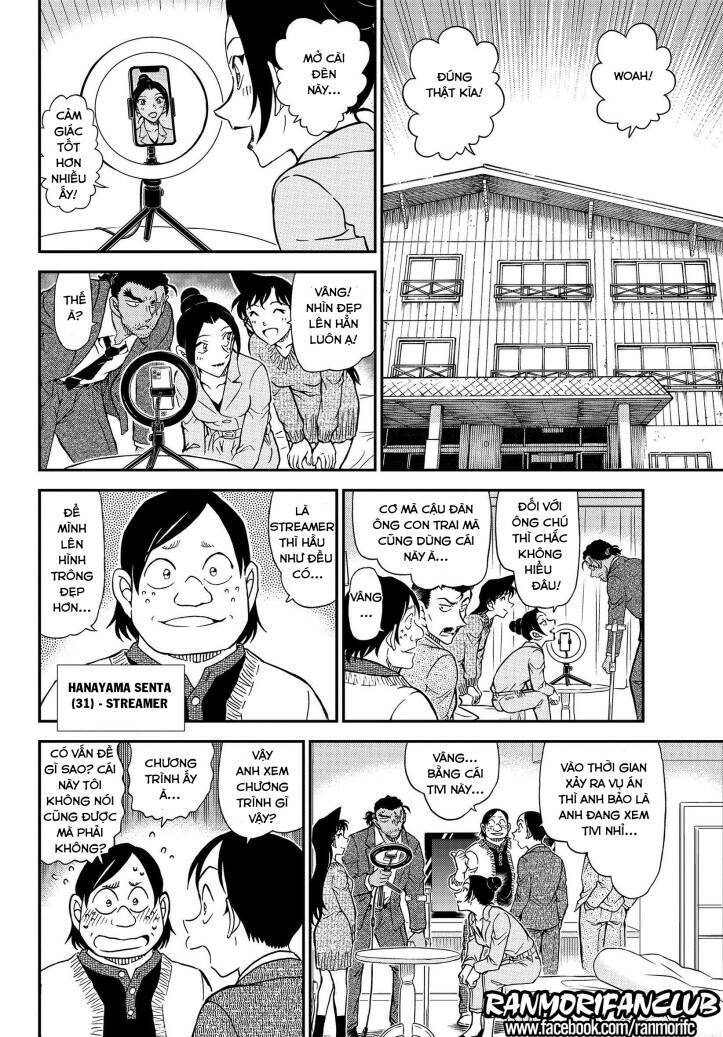 WOAH!
ĐÚNG
THẬT KÌA!
MỞ CÁI
ĐÈN
NÀY...
CẢM
GIÁC
TỐT
HƠN
NHIỀU
ẤY!
VÂNG!
NHÌN ĐẸP
LÊN HẲN
LUÔN Ạ!
THẾ
Á?
ĐỐI VỚI
ÔNG CHÚ
THÌ CHẮC
KHÔNG
HIỂU
ĐÂU!
CƠ MÀ CẬU ĐÀN
ÔNG CON TRAI MÀ
CŨNG DÙNG CÁI
NÀY À...
VÂNG...
LÀ
STREAMER
THÌ HẦU
NHƯ ĐỀU
CÓ...
ĐỂ
MÌNH
LÊN
HÌNH
TRÔNG
ĐẸP
HƠN...
HANAYAMA SENTA
(31) - STREAMER
VÀO THỜI GIAN
XẢY RA VỤ ÁN
THÌ ANH BẢO LÀ
ANH ĐANG XEM
TIVI NHỈ...
VÂNG...
BẰNG CÁI
TIVI NÀY...
VẬY
ANH XEM
CHƯƠNG
TRÌNH GÌ
VẬY?
CHƯƠNG
TRÌNH ẤY
À...
CÓ VẤN ĐỀ
GÌ SAO? CÁI
NÀY TÔI
KHÔNG NÓI
CŨNG ĐƯỢC
MÀ PHẢI
KHÔNG?
RANMORIFANCLUB
www.facebook.com/ranmorifc